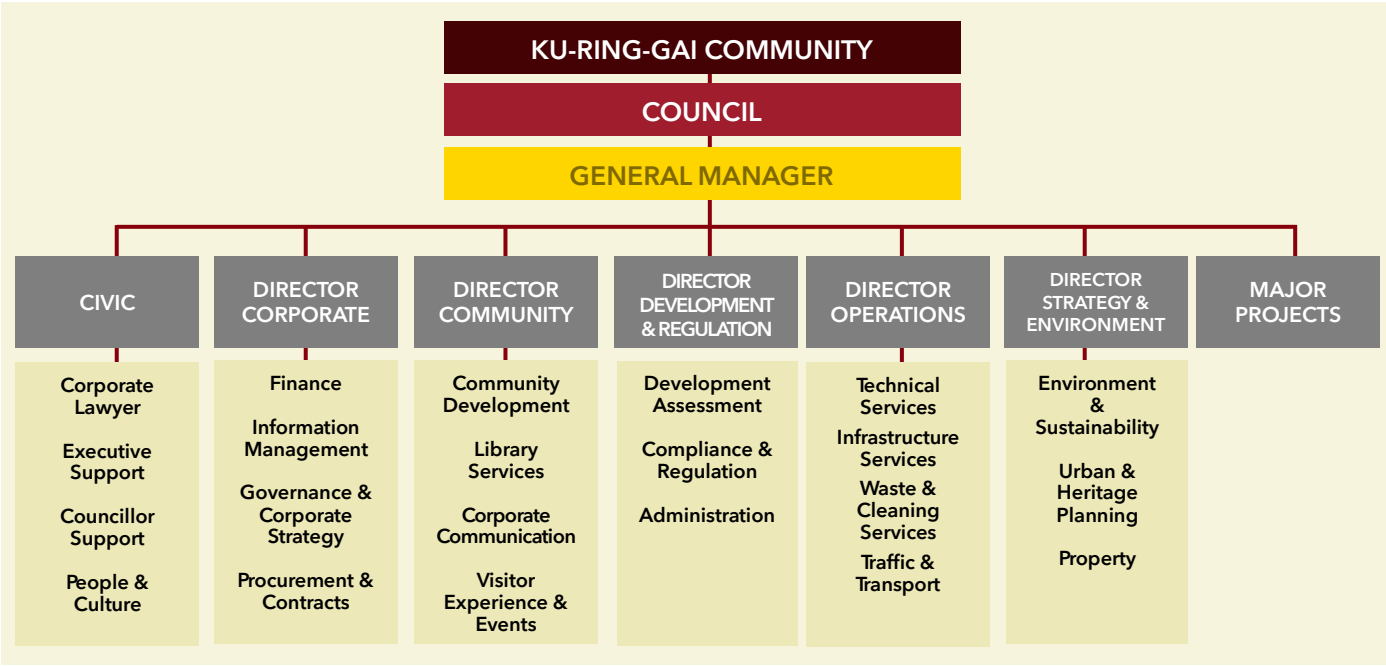 KU-RING-GAI COMMUNITY
COUNCIL
GENERAL MANAGER
CIVIC
Corporate
Lawyer
Executive
Support
Councillor
Support
People &
Culture
DIRECTOR
CORPORATE
Finance
Information
Management
Governance &
Corporate
Strategy
Procurement &
Contracts
DIRECTOR
COMMUNITY
Community
Development
Library
Services
Corporate
Communication
Visitor
Experience &
Events
DIRECTOR
DEVELOPMENT
& REGULATION
Development
Assessment
Compliance &
Regulation
Administration
DIRECTOR
OPERATIONS
Technical
Services
Infrastructure
Services
Waste &
Cleaning
Services
Traffic &
Transport
DIRECTOR
STRATEGY &
ENVIRONMENT
Environment
&
Sustainability
Urban &
Heritage
Planning
Property
MAJOR
PROJECTS